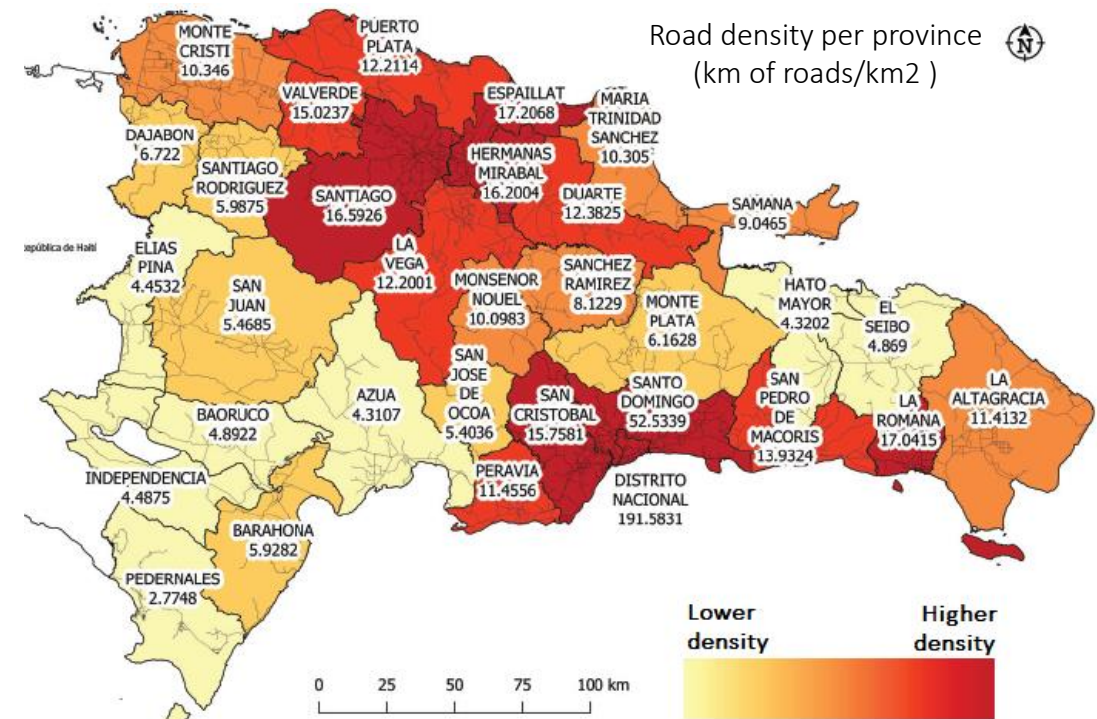 Road density per province
(km of roads/km2 )
N
MONTE
CRISTI
10.346
PUERTO
PLATA
12.2114
VALVERDE
15.0237
ESPAILLAT
17.2068
MARIA
TRINIDAD
SANCHEZ
10.305
DAJABON
6.722
SANTIAGO
RODRIGUEZ
5.9875
SANTIAGO
16.5926
HERMANAS
MIRABAL
16.2004
DUARTE
12.3825
SAMANA
9.0465
epública de Haití
ELIAS
PINA
4.4532
SAN
JUAN
5.4685
LA
VEGA
12.2001
MONSENOR
NOUEL
10.0983
SANCHEZ
RAMIREZ
8.1229
MONTE
PLATA
6.1628
HATO
MAYOR
4.3202
EL
SEIBO
4.869
LA
ALTAGRACIA
11.4132
BAORUCO
4.8922
AZUA
4.3107
SAN
JOSE
DE
OCOA
5.4036
SAN
CRISTOBAL
15.7581
SANTO
DOMINGO
52.5339
SAN
PEDRO
DE
MACORIS
13.9324
LA
ROMANA
17.0415
INDEPENDENCIA
4.4875
PERAVIA
11.4556
DISTRITO
NACIONAL
191.5831
BARAHONA
5.9282
PEDERNALES
2.7748
Lower
density
Higher
density
0 25 50 75 100 km